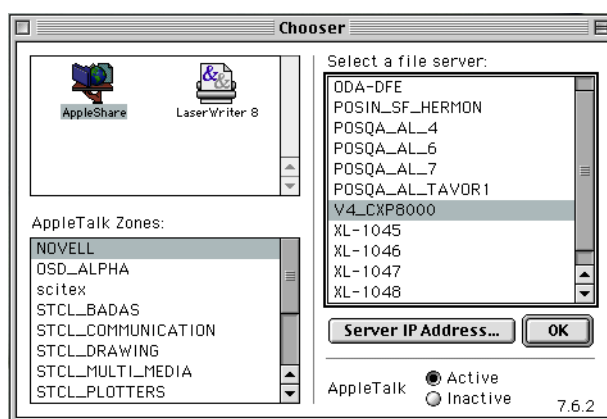 Chooser
AppleShare
LaserWriter 8
AppleTalk Zones:
NOVELL
OSD_ALPHA
scitex
STCL_BADAS
STCL_COMMUNICATION
STCL_DRAWING
STCL_MULTI_MEDIA
STCL_PLOTTERS
Select a file server:
ODA-DFE
POSIN_SF_HERMON
POSQA_AL_4
POSQA_AL_6
POSQA_AL_7
POSQA_AL_TAVOR1
V4_CXP8000
XL-1045
XL-1046
XL-1047
XL-1048
Server IP Address...
OK
AppleTalk
Active
Inactive
7.6.2